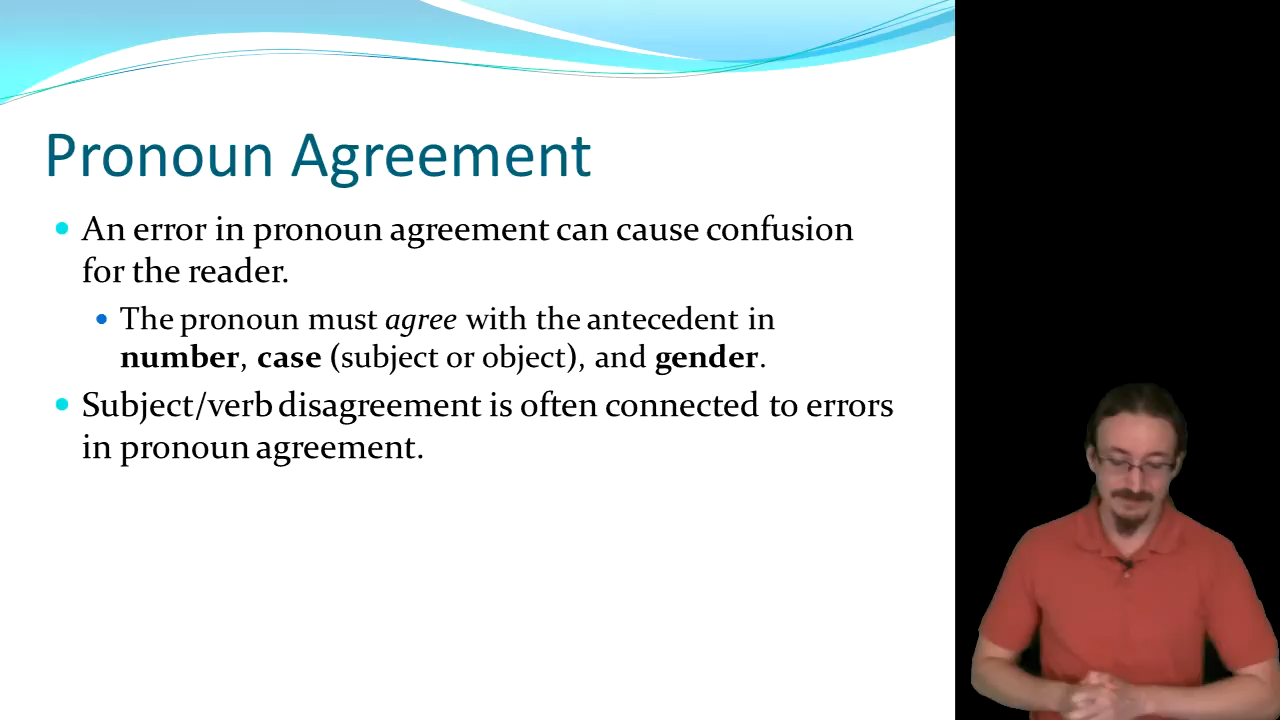 Pronoun Agreement
• An error in pronoun agreement can cause confusion
for the reader.
• The pronoun must agree with the antecedent in
number, case (subject or object), and gender.
• Subject/verb disagreement is often connected to errors
in pronoun agreement.